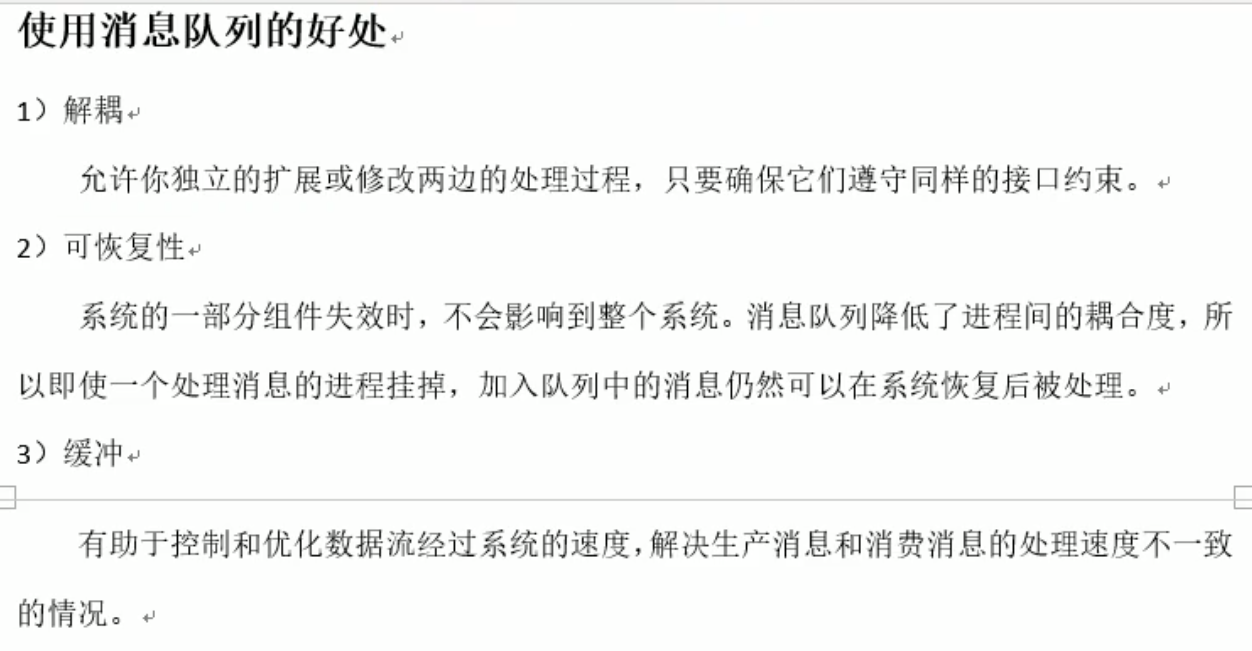 使用消息队列的好处
1）解耦
允许你独立的扩展或修改两边的处理过程，只要确保它们遵守同样的接口约束。
2）可恢复性
系统的一部分组件失效时，不会影响到整个系统。消息队列降低了进程间的耦合度，所
以即使一个处理消息的进程挂掉，加入队列中的消息仍然可以在系统恢复后被处理。
3）缓冲
有助于控制和优化数据流经过系统的速度，解决生产消息和消费消息的处理速度不一致
的情况。